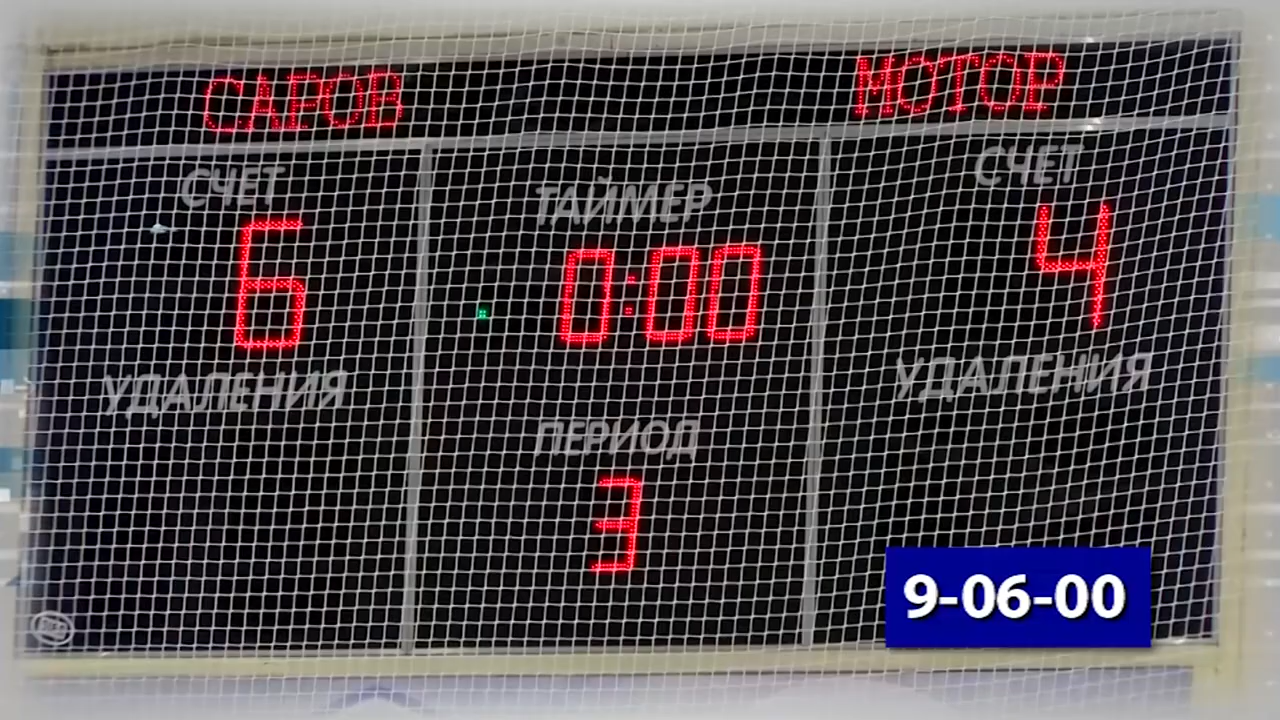 САРОВ МОТОР
СЧЕТ ТАЙМЕР СЧЕТ
6 0:00 4
УДАЛЕНИЯ УДАЛЕНИЯ
ПЕРИОД
3
9-06-00